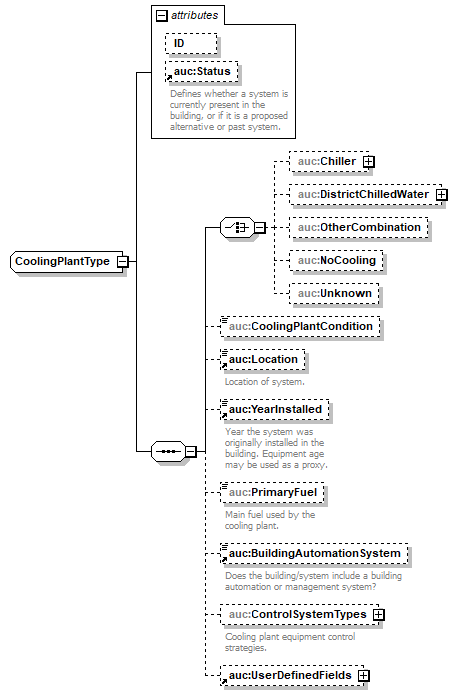 attributes
ID
auc:Status
Defines whether a system is
currently present in the
building, or if it is a proposed
alternative or past system.
auc:Chiller
auc:DistrictChilledWater
auc:OtherCombination
auc:NoCooling
auc:Unknown
CoolingPlantType
auc:CoolingPlantCondition
auc:Location
Location of system.
auc:YearInstalled
Year the system was
originally installed in the
building. Equipment age
may be used as a proxy.
auc:PrimaryFuel
Main fuel used by the
cooling plant.
auc:BuildingAutomationSystem
Does the building/system include a building
automation or management system?
auc:ControlSystemTypes
Cooling plant equipment control
strategies.
auc:UserDefinedFields